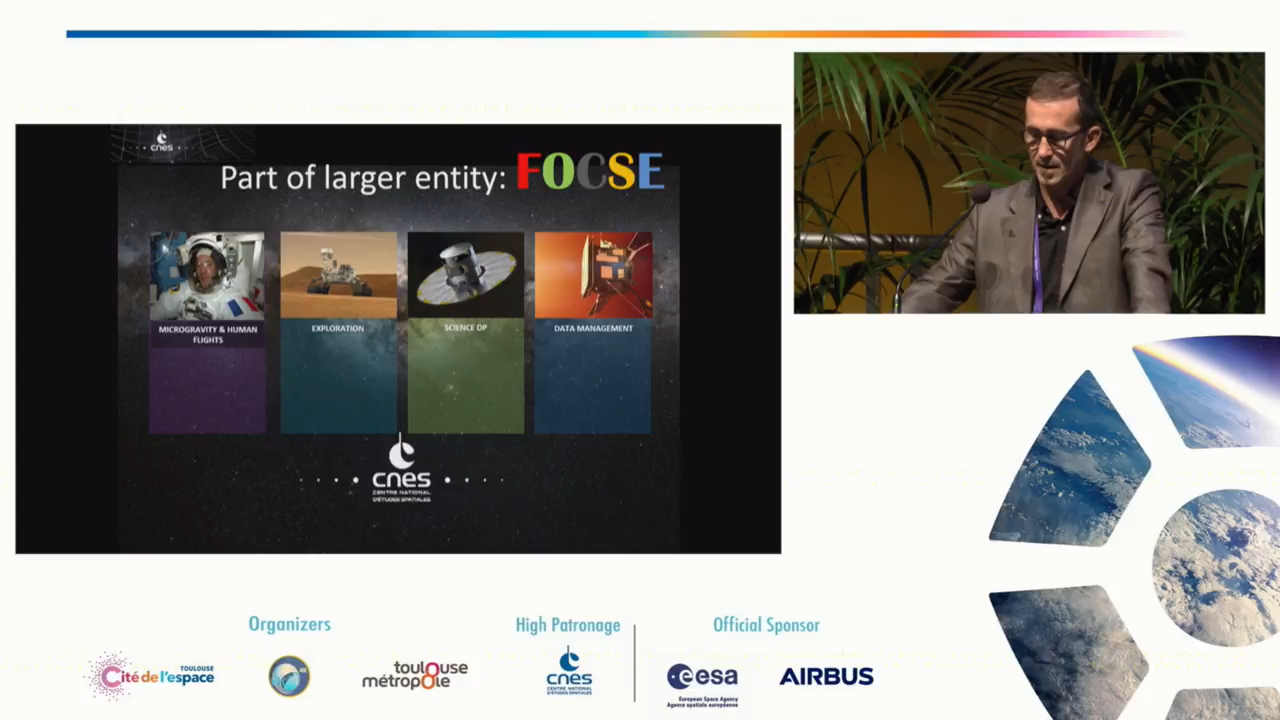 cnes
Part of larger entity: FOCSE
MICROGRAVITY & HUMAN
FLIGHTS
EXPLORATION
SCIENCE DP
DATA MANAGEMENT
cnes
CENTRE NATIONAL
D'ÉTUDES SPATIALES
Organizers
High Patronage
Official Sponsor
TOULOUSE
Cité de l'espace
toulouse
métropole
cnes
CENTRE NATIONAL
D'ÉTUDES SPATIALES
esa
European Space Agency
Agence spatiale européenne
AIRBUS